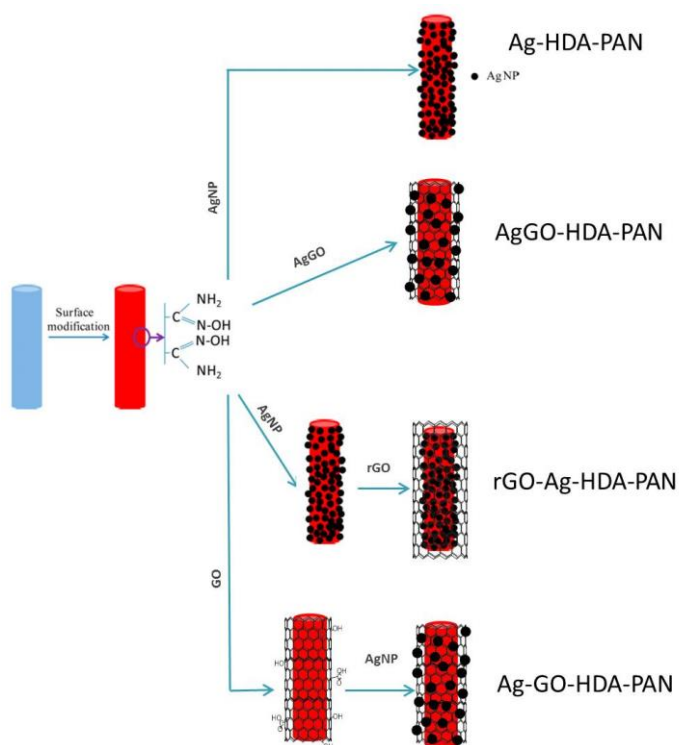 Ag-HDA-PAN
AgNP
AgNP
AgGO-HDA-PAN
AgGO
Surface
modification
NH2
C
N-OH
N-OH
C
NH2
AgNP
rGO
rGO-Ag-HDA-PAN
GO
OH
HO
OH
HO
OH
AgNP
Ag-GO-HDA-PAN